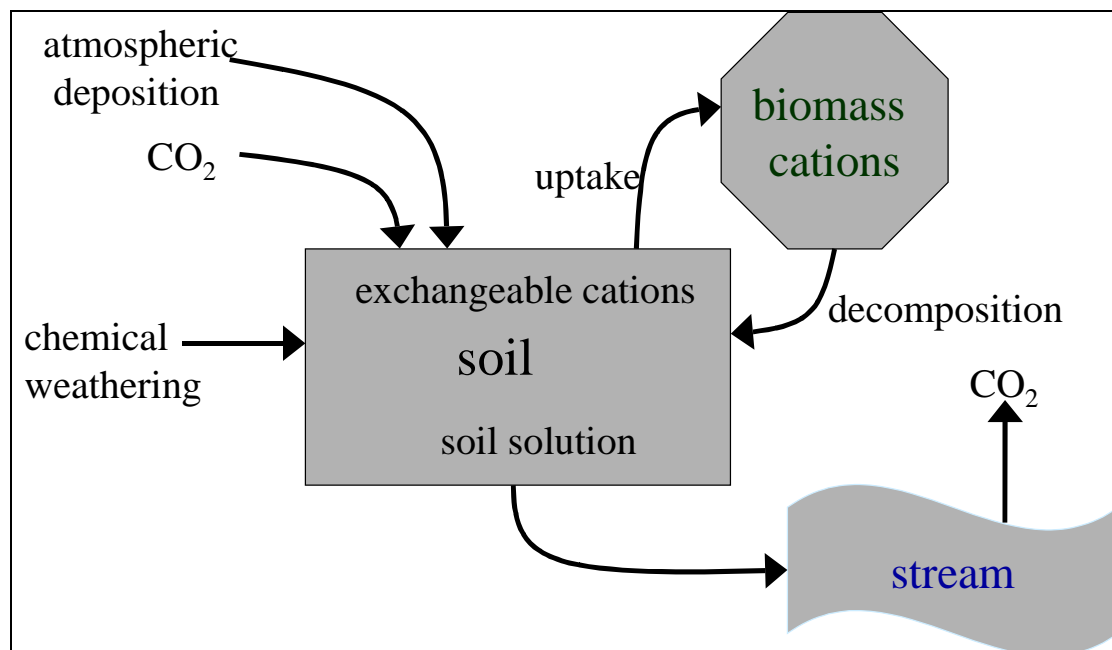 atmospheric
deposition
CO₂
uptake
biomass
cations
exchangeable cations
soil
soil solution
chemical
weathering
decomposition
CO₂
stream